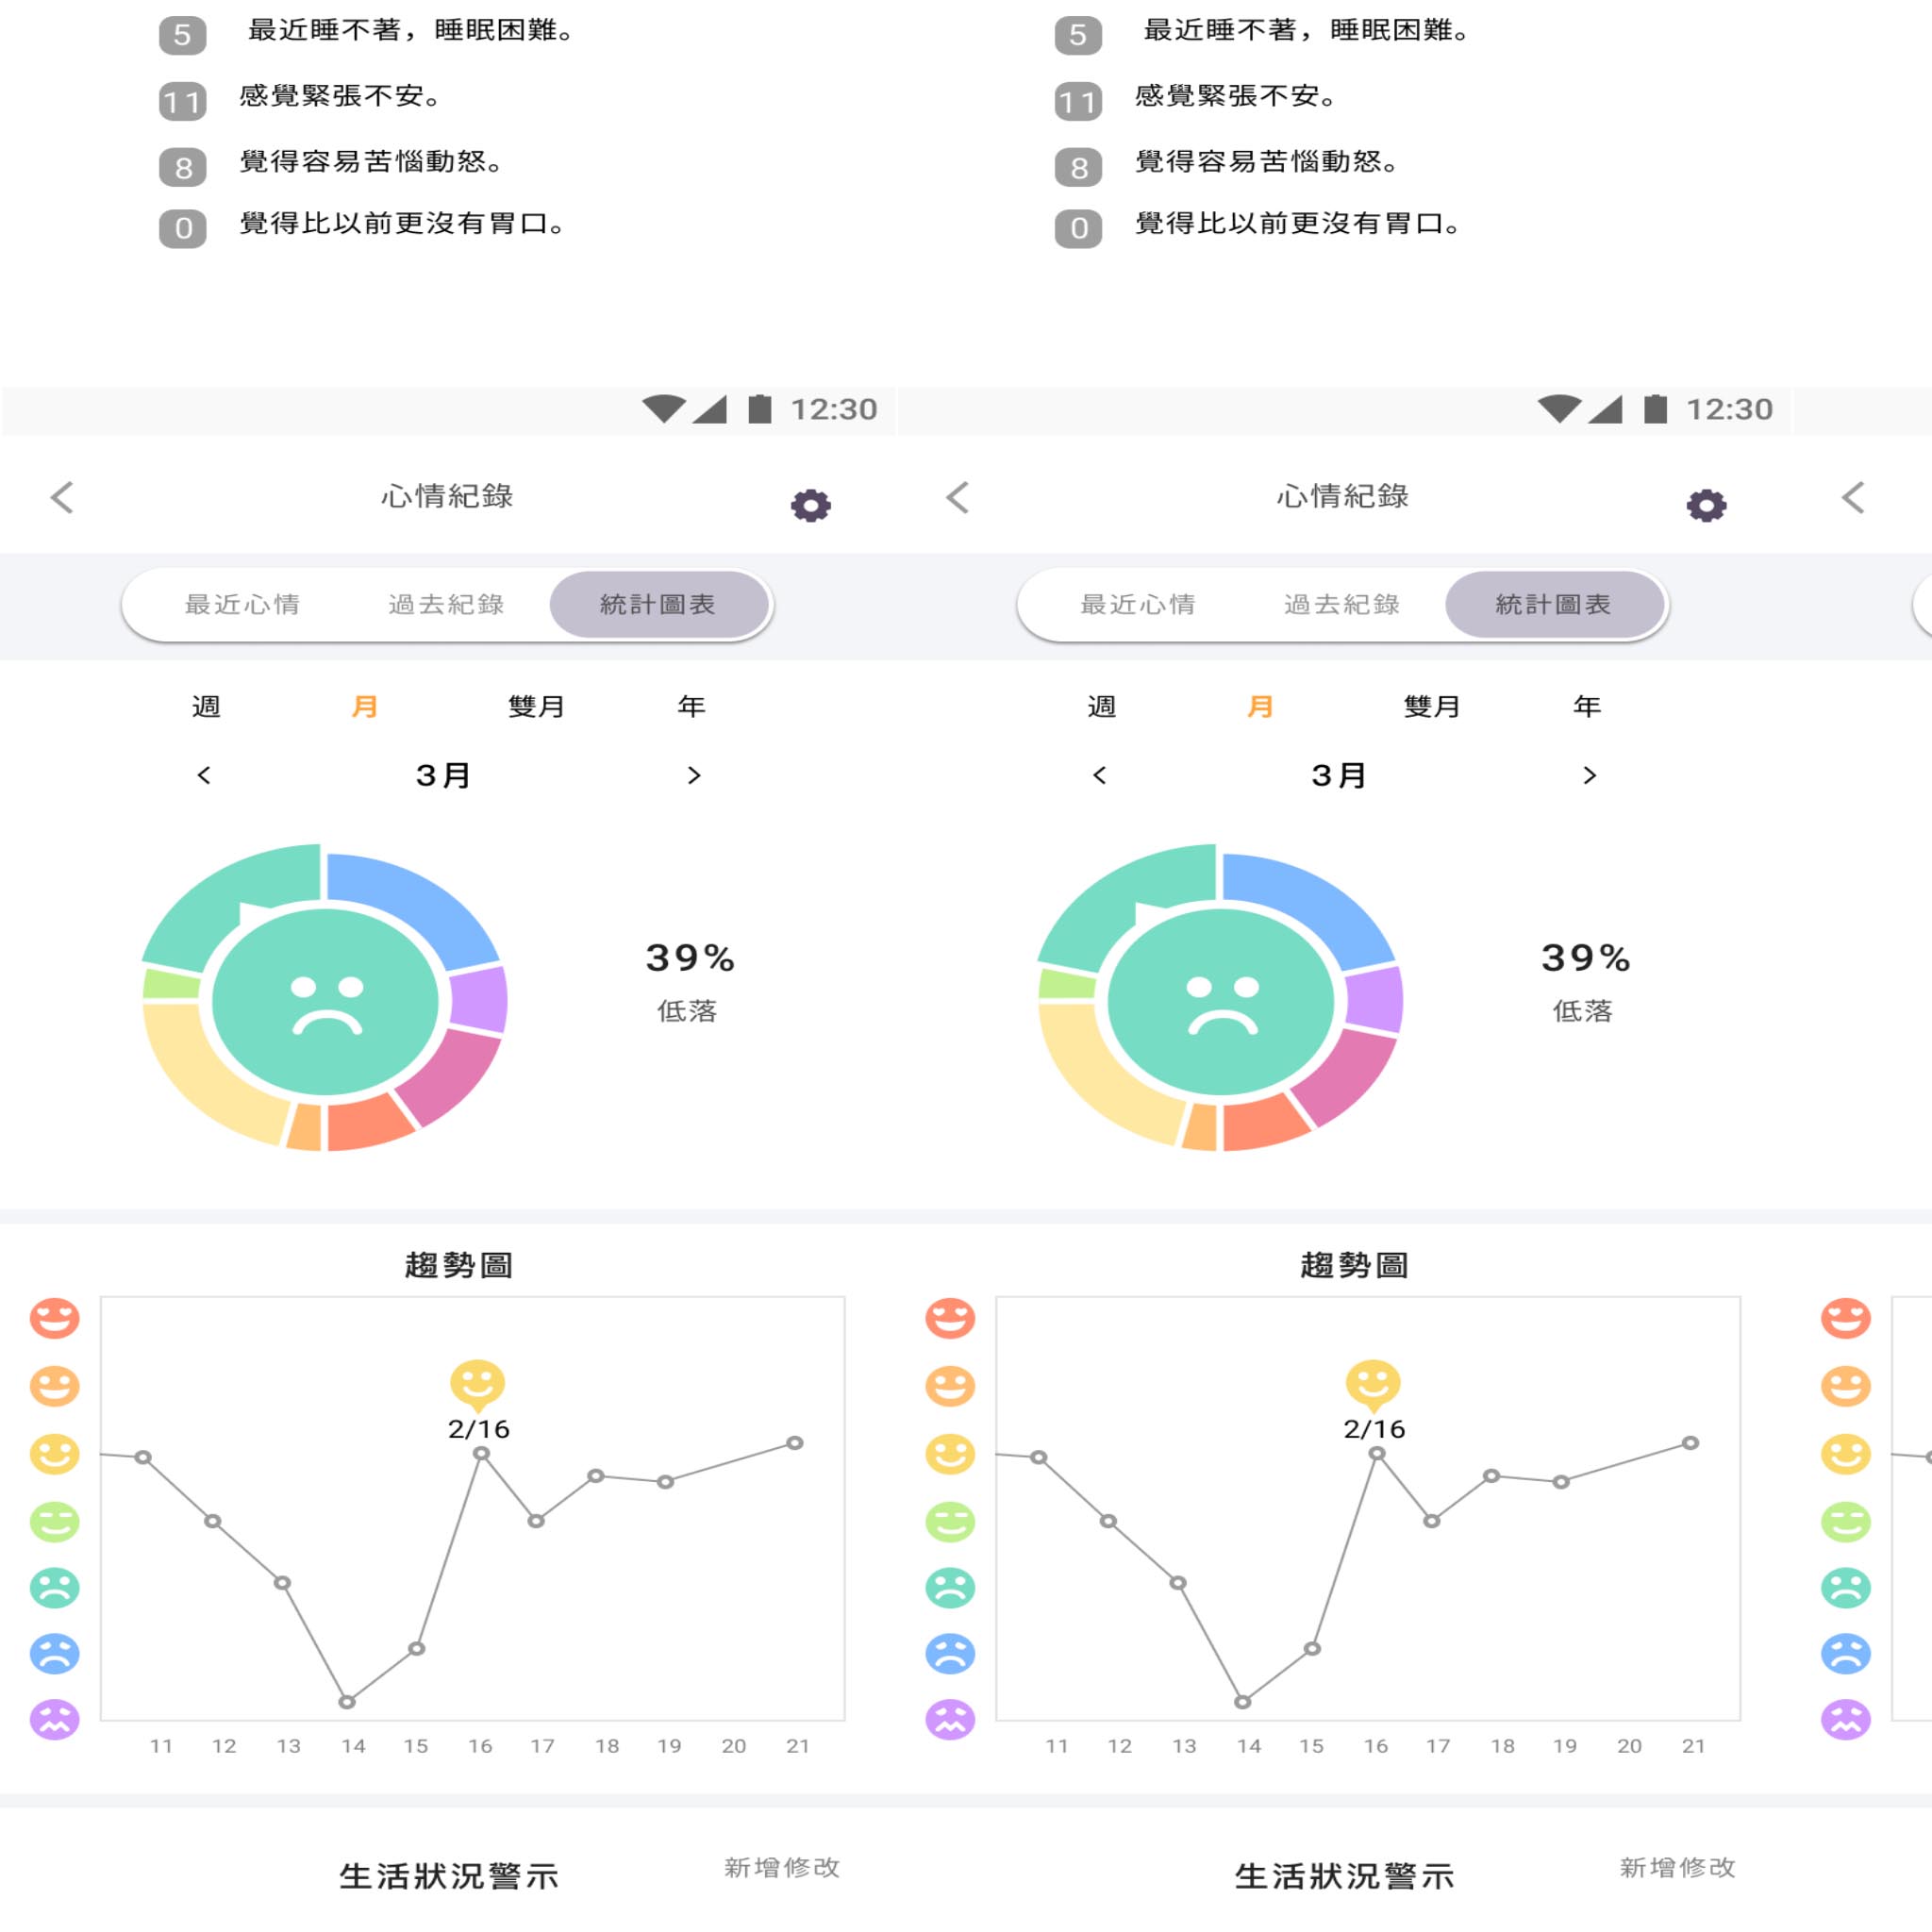 5 最近睡不著，睡眠困難。
11 感覺緊張不安。
8 覺得容易苦惱動怒。
0 覺得比以前更沒有胃口。
12:30
心情紀錄
最近心情 過去紀錄 統計圖表
週 月 雙月 年
< 3月 >
39%
低落
趨勢圖
2/16
11 12 13 14 15 16 17 18 19 20 21
生活狀況警示 新增修改
5 最近睡不著，睡眠困難。
11 感覺緊張不安。
8 覺得容易苦惱動怒。
0 覺得比以前更沒有胃口。
12:30
心情紀錄
最近心情 過去紀錄 統計圖表
週 月 雙月 年
< 3月 >
39%
低落
趨勢圖
2/16
11 12 13 14 15 16 17 18 19 20 21
生活狀況警示 新增修改